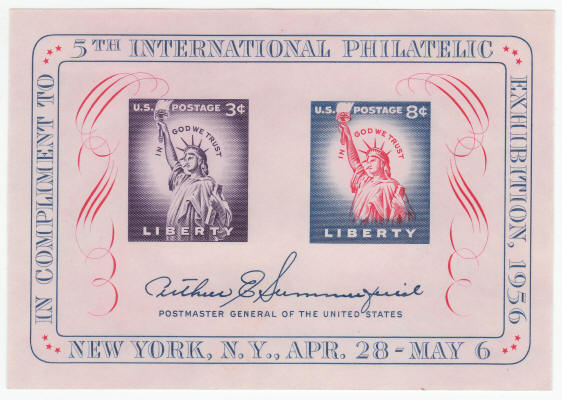 IN COMPLIMENT TO
5TH INTERNATIONAL PHILATELIC
EXHIBITION, 1956
U.S. POSTAGE 3¢
IN GOD WE TRUST
LIBERTY
U.S. POSTAGE 8¢
IN GOD WE TRUST
LIBERTY
Arthur E. Summerfield
POSTMASTER GENERAL OF THE UNITED STATES
NEW YORK, N.Y., APR. 28 - MAY 6